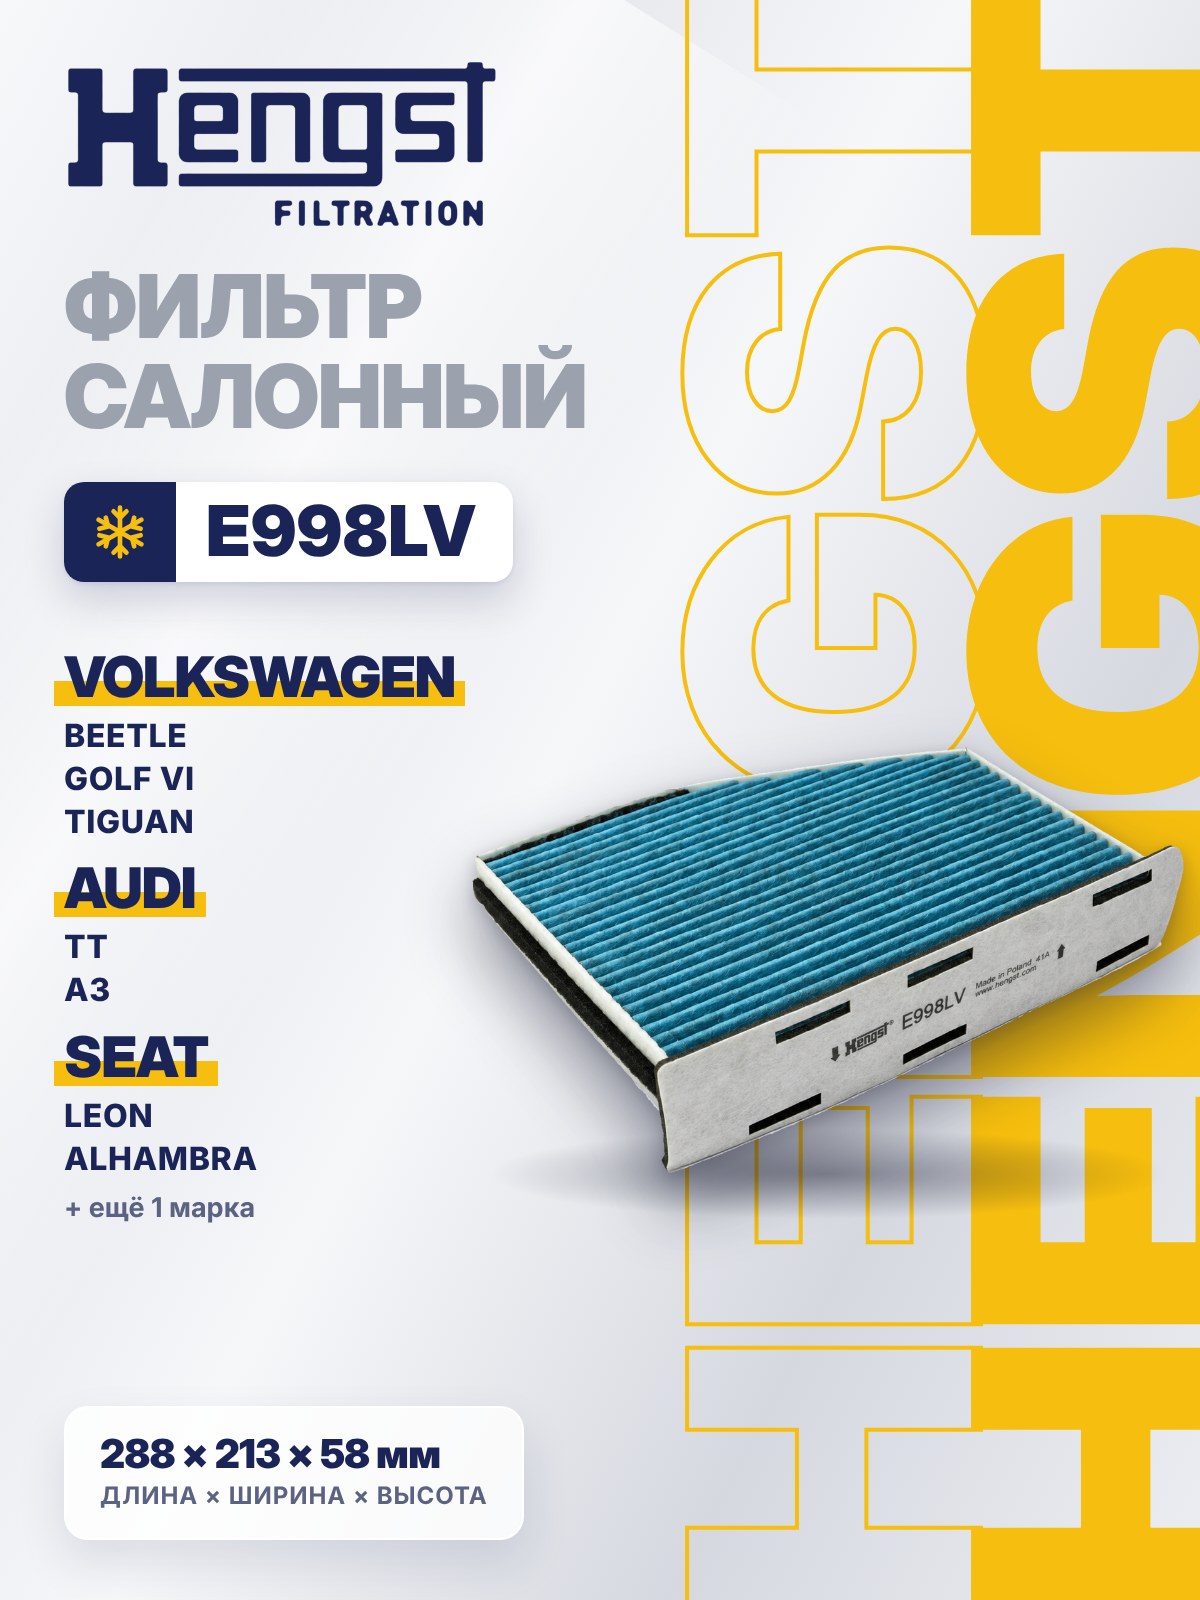 Hengst
FILTRATION
ФИЛЬТР
САЛОННЫЙ
E998LV
VOLKSWAGEN
BEETLE
GOLF VI
TIGUAN
AUDI
TT
A3
SEAT
LEON
ALHAMBRA
+ ещё 1 марка
288 × 213 × 58 мм
ДЛИНА × ШИРИНА × ВЫСОТА
HENGST
HENGST
Hengst E998LV
Made in Poland 41A
www.hengst.com